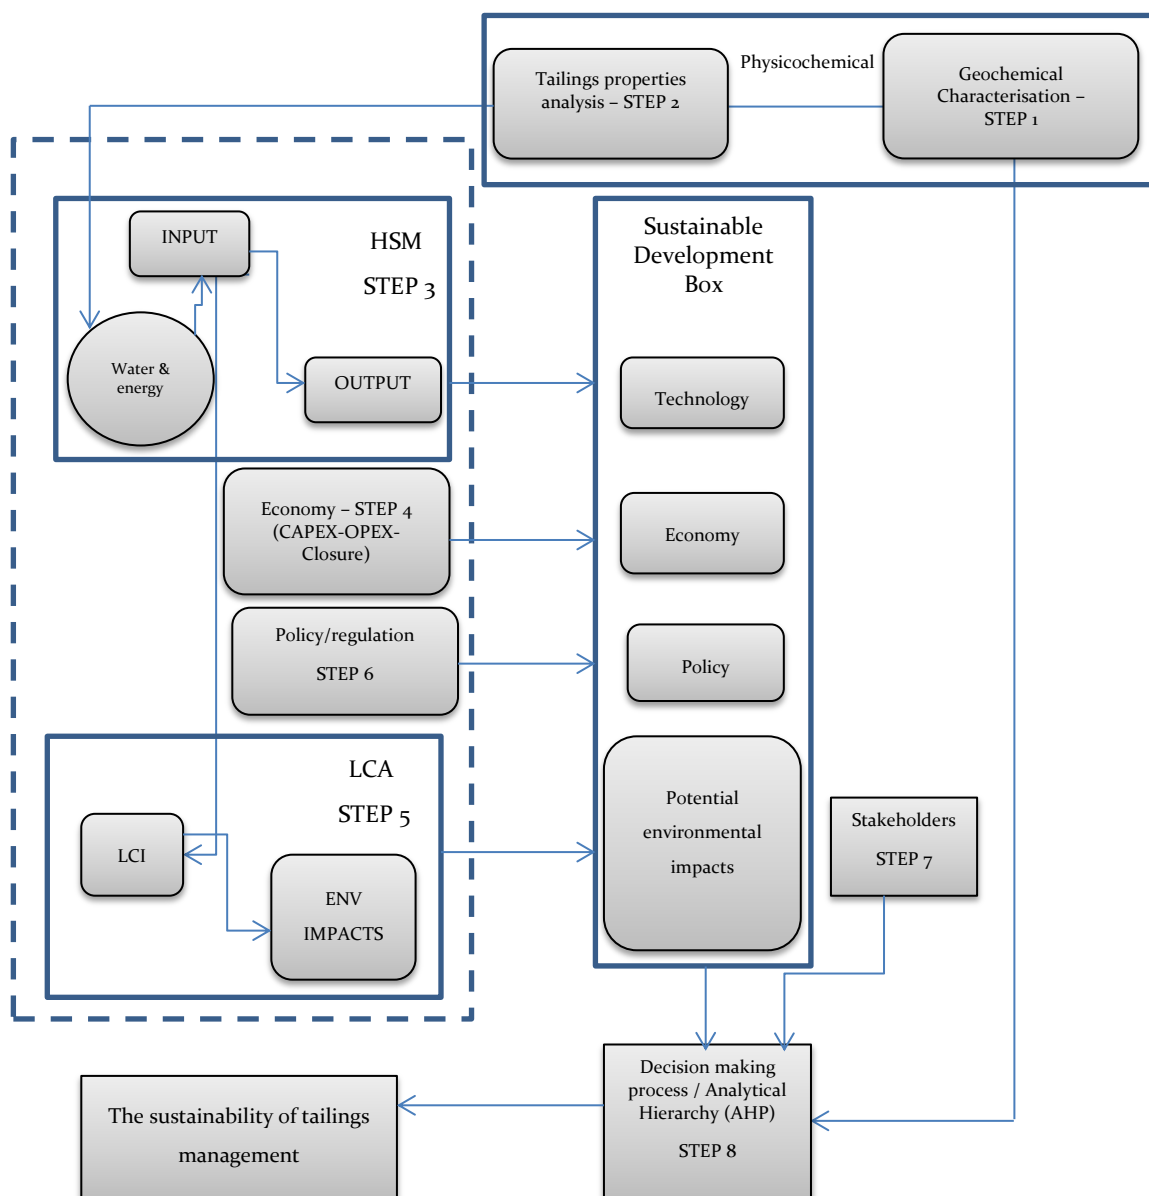 Tailings properties
analysis – STEP 2
Physicochemical
Geochemical
Characterisation –
STEP 1
INPUT
HSM
STEP 3
Water &
energy
OUTPUT
Sustainable
Development
Box
Technology
Economy – STEP 4
(CAPEX-OPEX-
Closure)
Economy
Policy/regulation
STEP 6
Policy
LCA
STEP 5
LCI
ENV
IMPACTS
Potential
environmental
impacts
Stakeholders
STEP 7
Decision making
process / Analytical
Hierarchy (AHP)
STEP 8
The sustainability of tailings
management